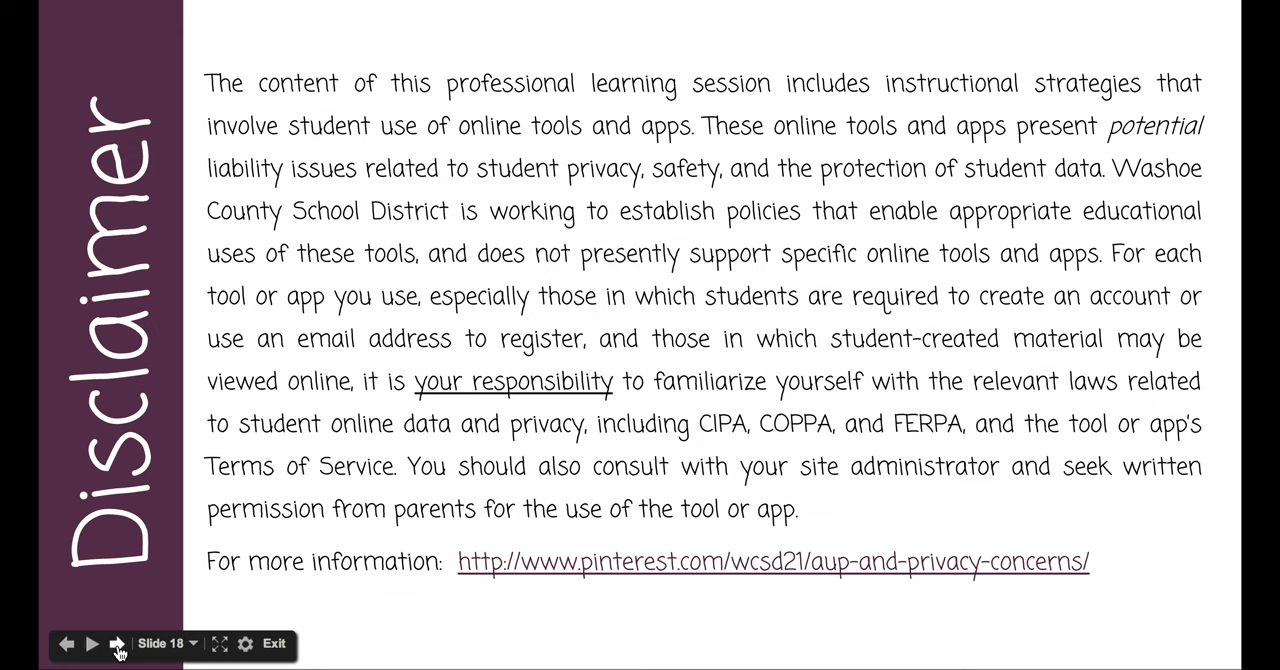 Disclaimer
The content of this professional learning session includes instructional strategies that
involve student use of online tools and apps. These online tools and apps present potential
liability issues related to student privacy, safety, and the protection of student data. Washoe
County School District is working to establish policies that enable appropriate educational
uses of these tools, and does not presently support specific online tools and apps. For each
tool or app you use, especially those in which students are required to create an account or
use an email address to register, and those in which student-created material may be
viewed online, it is your responsibility to familiarize yourself with the relevant laws related
to student online data and privacy, including CIPA, COPPA, and FERPA, and the tool or app's
Terms of Service. You should also consult with your site administrator and seek written
permission from parents for the use of the tool or app.
For more information: http://www.pinterest.com/wcsd21/aup-and-privacy-concerns/
Slide 18 Exit